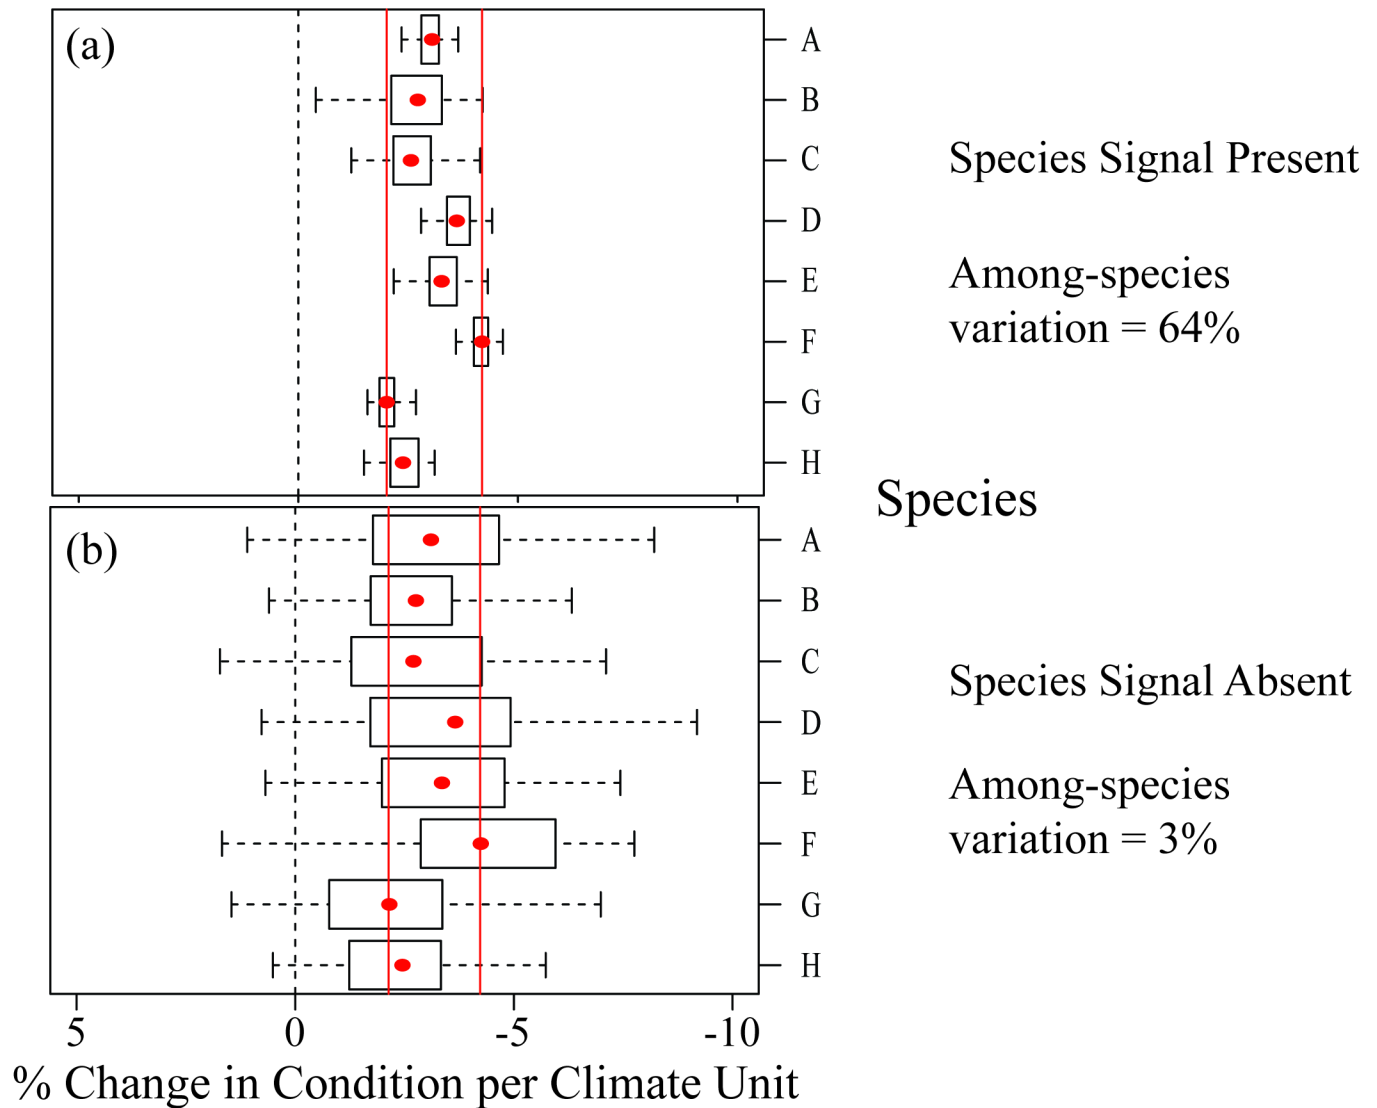 (a)
A
B
C
D
E
F
G
H
Species Signal Present
Among-species
variation = 64%
Species
(b)
A
B
C
D
E
F
G
H
Species Signal Absent
Among-species
variation = 3%
5 0 -5 -10
% Change in Condition per Climate Unit